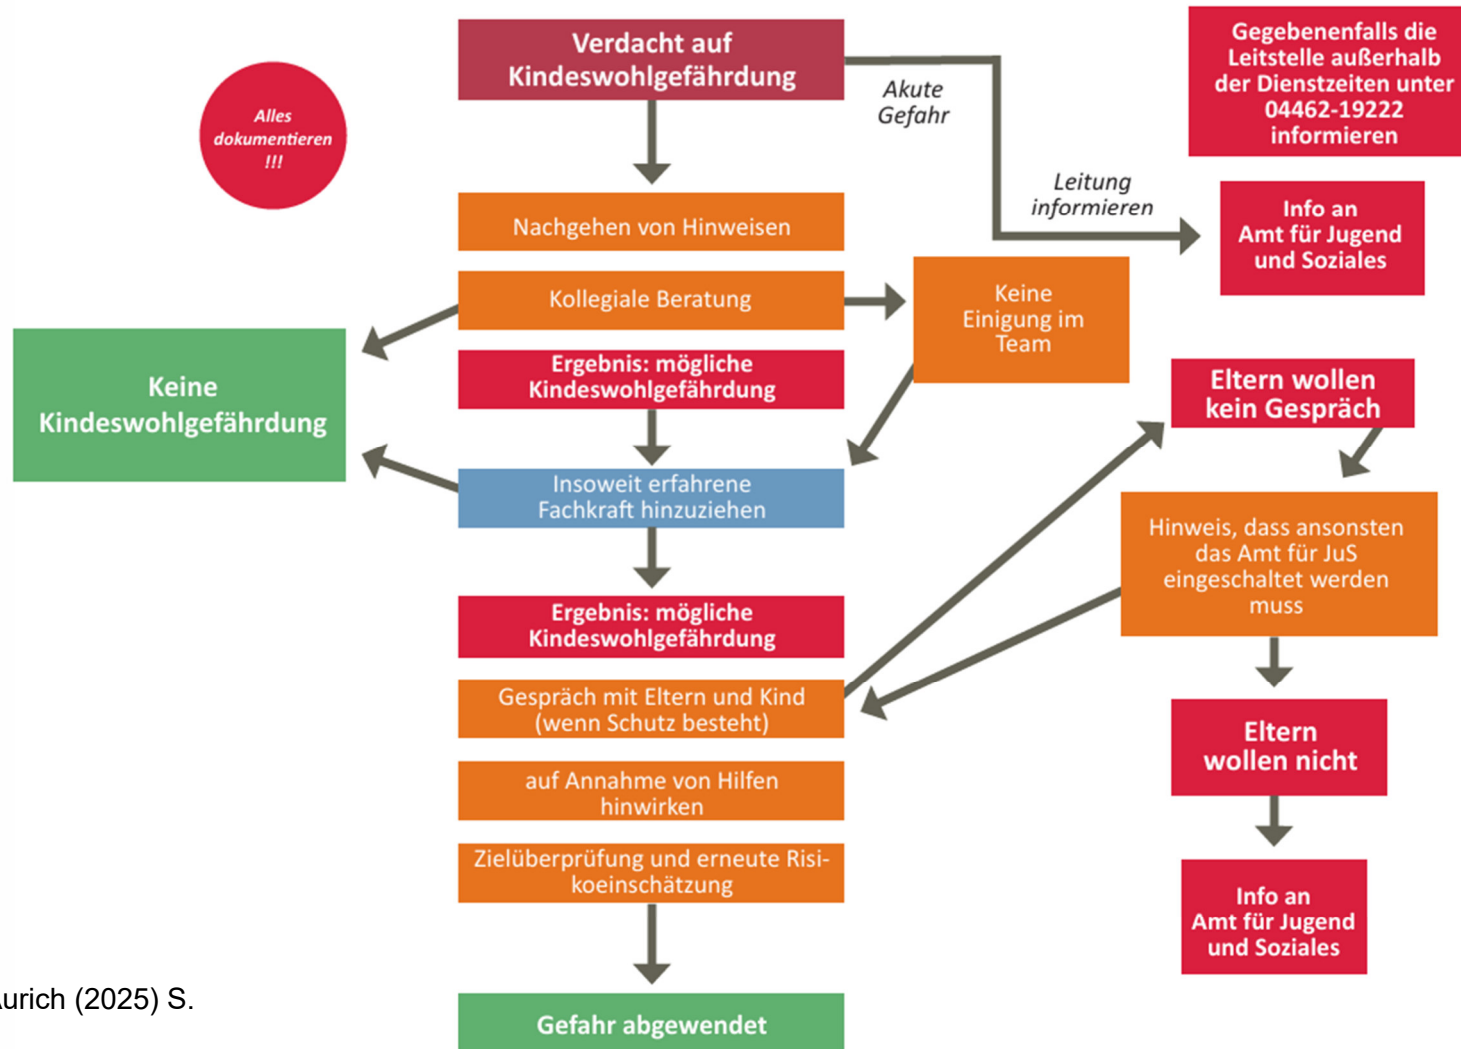 Verdacht auf
Kindeswohlgefährdung
Gegebenenfalls die
Leitstelle außerhalb
der Dienstzeiten unter
04462-19222
informieren
Alles
dokumentieren
!!!
Akute
Gefahr
Leitung
informieren
Info an
Amt für Jugend
und Soziales
Nachgehen von Hinweisen
Kollegiale Beratung
Keine
Einigung im
Team
Keine
Kindeswohlgefährdung
Ergebnis: mögliche
Kindeswohlgefährdung
Eltern wollen
kein Gespräch
Insoweit erfahrene
Fachkraft hinzuziehen
Hinweis, dass ansonsten
das Amt für JuS
eingeschaltet werden
muss
Ergebnis: mögliche
Kindeswohlgefährdung
Gespräch mit Eltern und Kind
(wenn Schutz besteht)
Eltern
wollen nicht
auf Annahme von Hilfen
hinwirken
Zielüberprüfung und erneute Risi-
koeinschätzung
Info an
Amt für Jugend
und Soziales
Aurich (2025) S.
Gefahr abgewendet